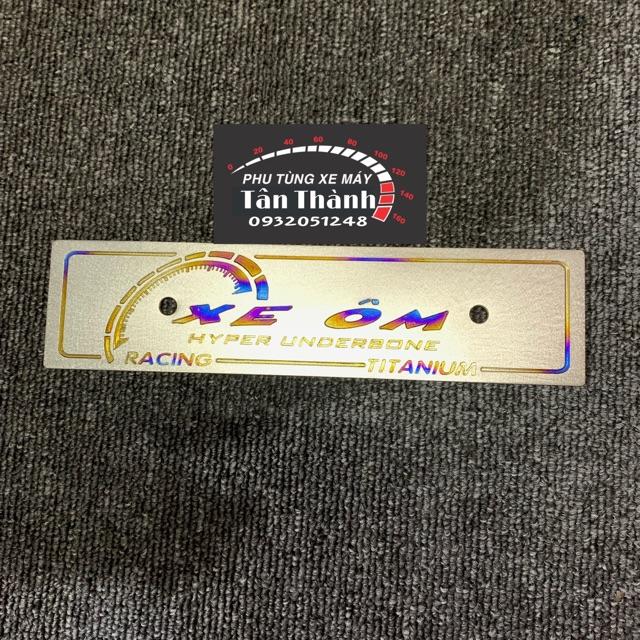 0 20 40 60 80 100 120 140 160
PHỤ TÙNG XE MÁY
Tân Thành
0932051248
XE ÔM
HYPER UNDERBONE
RACING TITANIUM